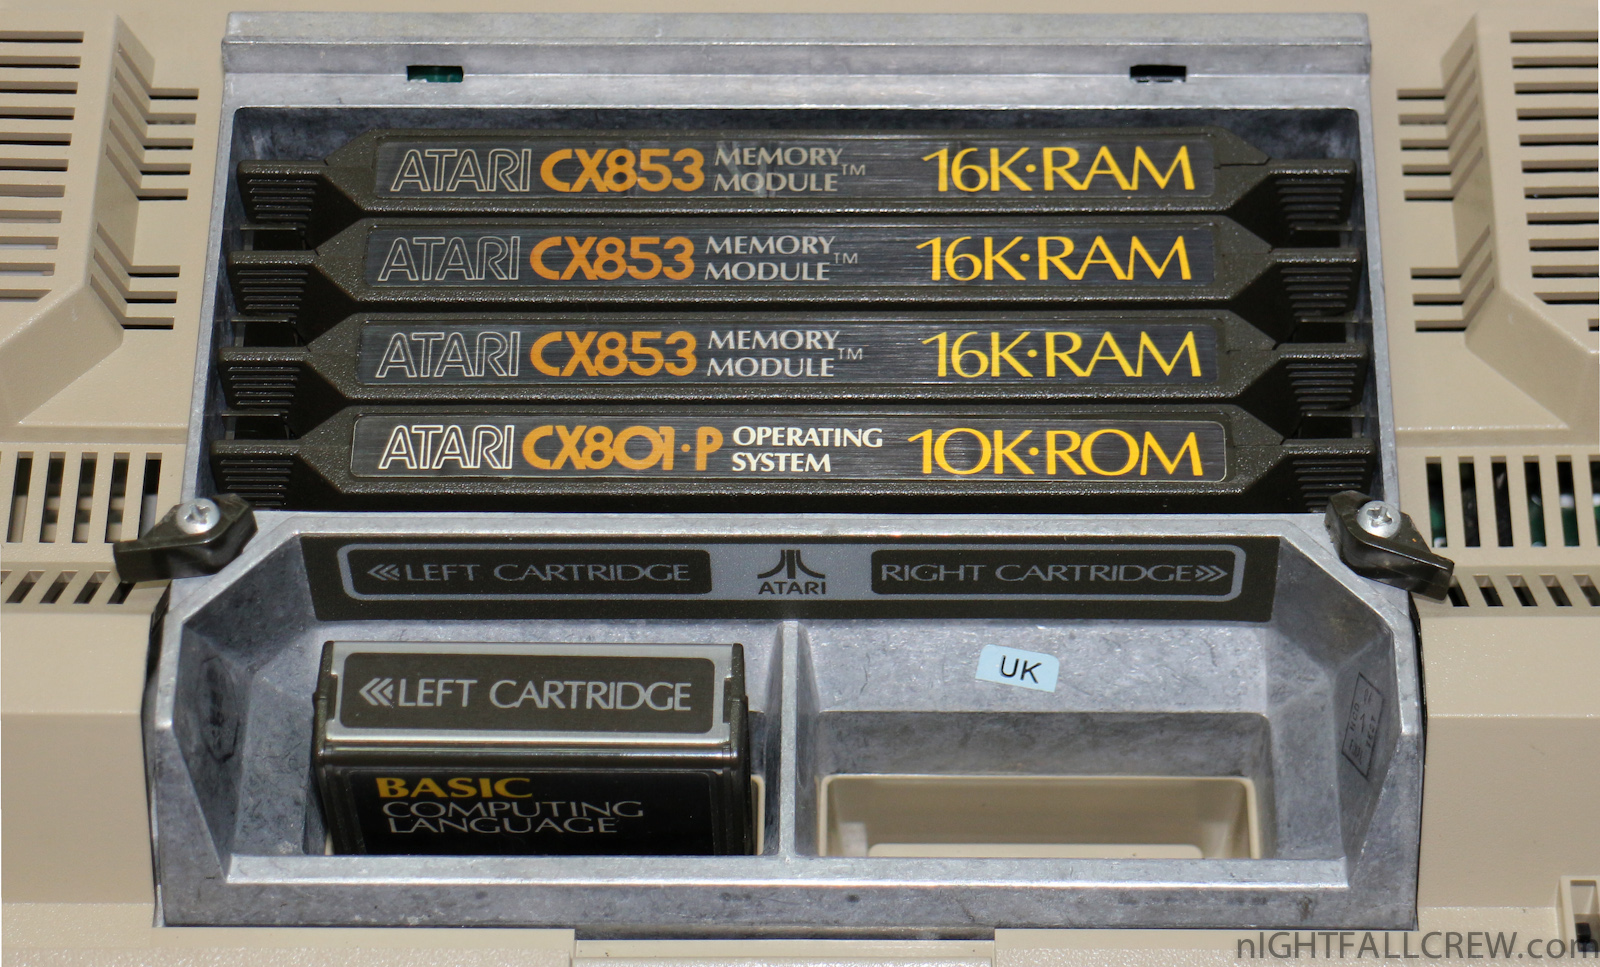 ATARI CX853 MEMORY MODULE™ 16K·RAM
ATARI CX853 MEMORY MODULE™ 16K·RAM
ATARI CX853 MEMORY MODULE™ 16K·RAM
ATARI CX801·P OPERATING SYSTEM 10K·ROM
LEFT CARTRIDGE
ATARI
RIGHT CARTRIDGE
UK
LEFT CARTRIDGE
BASIC
COMPUTING
LANGUAGE
nIGHTFALLCREW.com